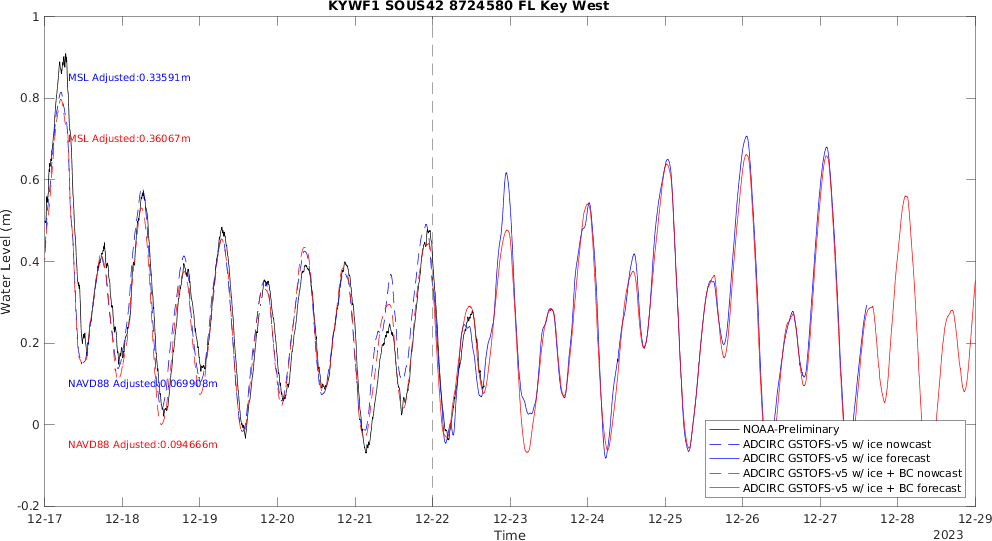 KYWF1 SOUS42 8724580 FL Key West
1
0.8
0.6
0.4
0.2
0
-0.2
Water Level (m)
MSL Adjusted:0.33591m
MSL Adjusted:0.36067m
NAVD88 Adjusted:0.069908m
NAVD88 Adjusted:0.094666m
NOAA-Preliminary
ADCIRC GSTOFS-v5 w/ ice nowcast
ADCIRC GSTOFS-v5 w/ ice forecast
ADCIRC GSTOFS-v5 w/ ice + BC nowcast
ADCIRC GSTOFS-v5 w/ ice + BC forecast
12-17 12-18 12-19 12-20 12-21 12-22 12-23 12-24 12-25 12-26 12-27 12-28 12-29
Time
2023